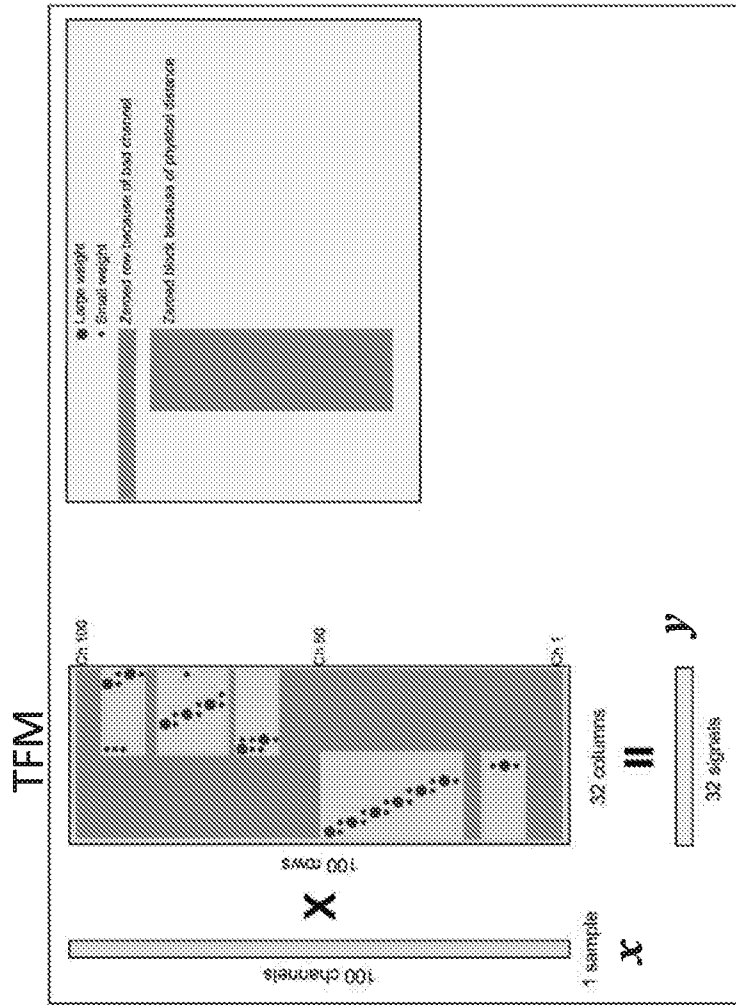 TFM
● Large weight
• Small weight
Zeroed row because of bad channel
Zeroed block because of physical distance
Ch 100
Ch 50
Ch 1
100 rows
32 columns
X
100 channels
1 sample
x
=
32 signals
y